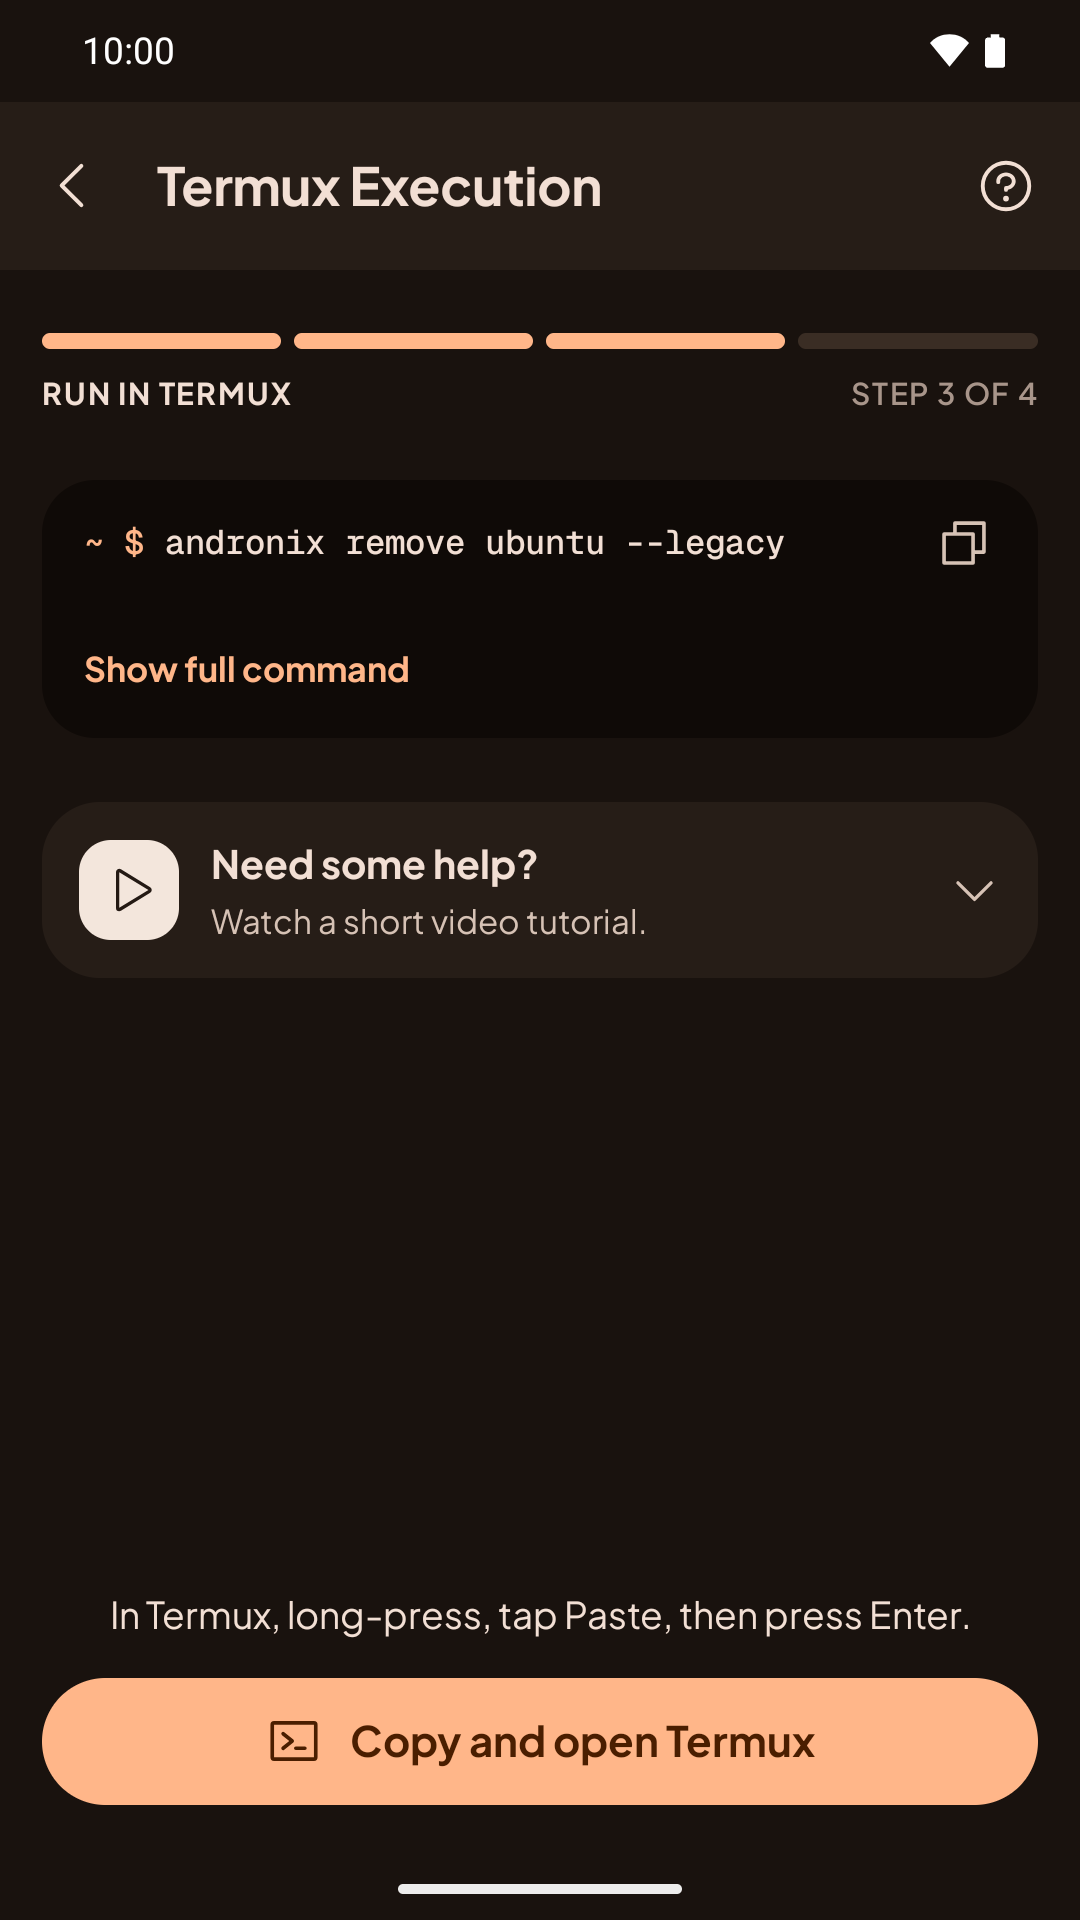 10:00
Termux Execution
RUN IN TERMUX
STEP 3 OF 4
~ $ andronix remove ubuntu --legacy
Show full command
Need some help?
Watch a short video tutorial.
In Termux, long-press, tap Paste, then press Enter.
Copy and open Termux